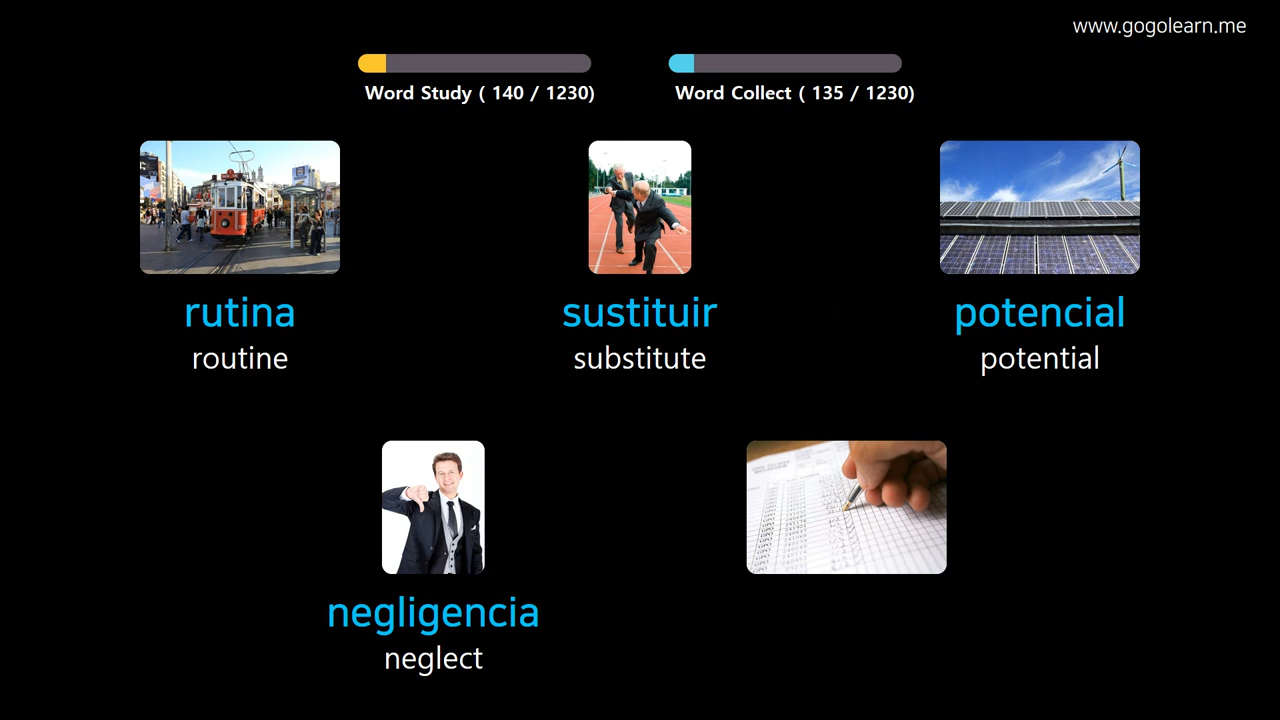 www.gogolearn.me
Word Study ( 140 / 1230)
Word Collect ( 135 / 1230)
rutina
routine
sustituir
substitute
potencial
potential
negligencia
neglect